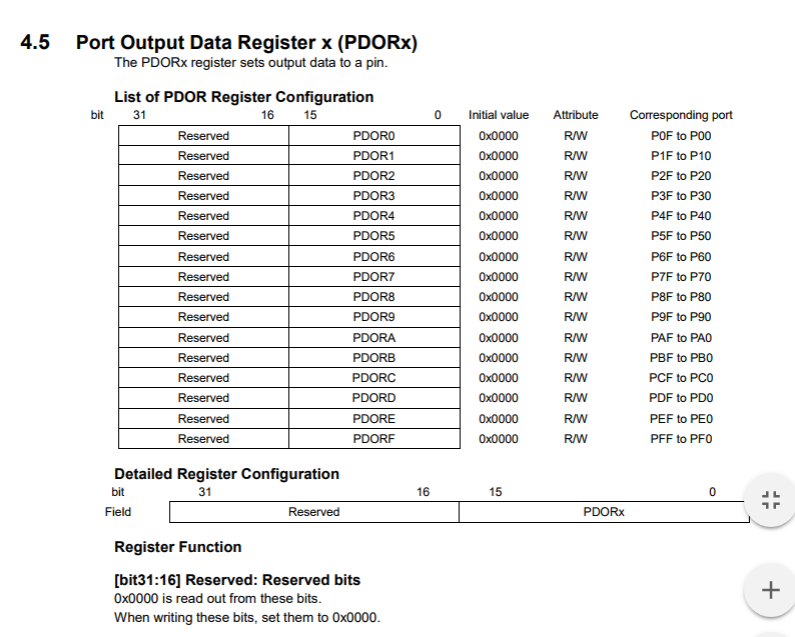 4.5 Port Output Data Register x (PDORx)
The PDORx register sets output data to a pin.
List of PDOR Register Configuration
bit 31 16 15 0 Initial value Attribute Corresponding port
Reserved PDOR0 0x0000 R/W P0F to P00
Reserved PDOR1 0x0000 R/W P1F to P10
Reserved PDOR2 0x0000 R/W P2F to P20
Reserved PDOR3 0x0000 R/W P3F to P30
Reserved PDOR4 0x0000 R/W P4F to P40
Reserved PDOR5 0x0000 R/W P5F to P50
Reserved PDOR6 0x0000 R/W P6F to P60
Reserved PDOR7 0x0000 R/W P7F to P70
Reserved PDOR8 0x0000 R/W P8F to P80
Reserved PDOR9 0x0000 R/W P9F to P90
Reserved PDORA 0x0000 R/W PAF to PA0
Reserved PDORB 0x0000 R/W PBF to PB0
Reserved PDORC 0x0000 R/W PCF to PC0
Reserved PDORD 0x0000 R/W PDF to PD0
Reserved PDORE 0x0000 R/W PEF to PE0
Reserved PDORF 0x0000 R/W PFF to PF0
Detailed Register Configuration
bit 31 16 15 0
Field Reserved PDORx
Register Function
[bit31:16] Reserved: Reserved bits
0x0000 is read out from these bits.
When writing these bits, set them to 0x0000.